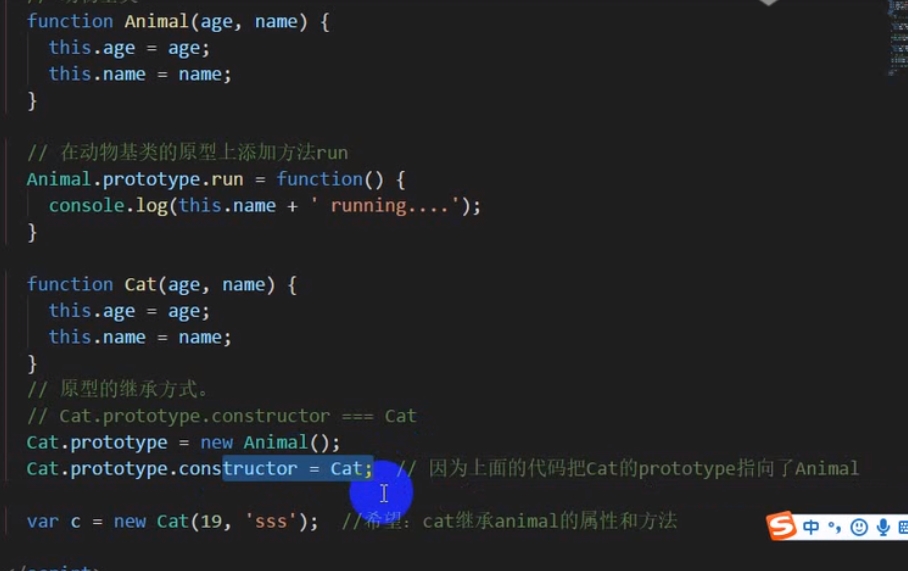 function Animal(age, name) {
this.age = age;
this.name = name;
}
// 在动物基类的原型上添加方法run
Animal.prototype.run = function() {
console.log(this.name + ' running....');
}
function Cat(age, name) {
this.age = age;
this.name = name;
}
// 原型的继承方式。
// Cat.prototype.constructor === Cat
Cat.prototype = new Animal();
Cat.prototype.constructor = Cat; // 因为上面的代码把Cat的prototype指向了Animal
var c = new Cat(19, 'sss'); //希望：cat继承animal的属性和方法
中